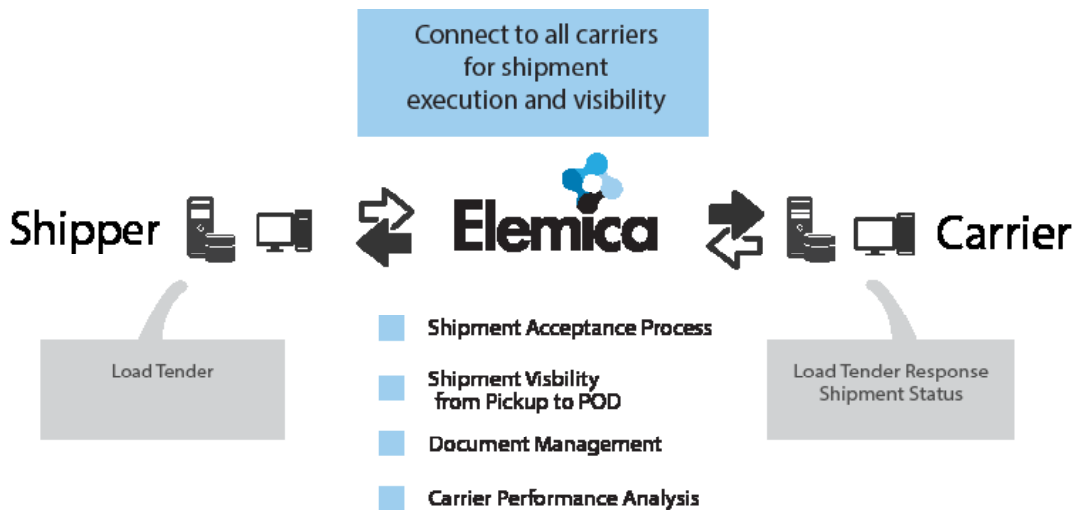 Connect to all carriers
for shipment
execution and visibility
Shipper
Elemica
Carrier
Load Tender
Shipment Acceptance Process
Shipment Visbility
from Pickup to POD
Document Management
Carrier Performance Analysis
Load Tender Response
Shipment Status